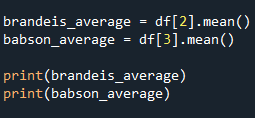 brandeis_average = df[2].mean()
babson_average = df[3].mean()
print(brandeis_average)
print(babson_average)